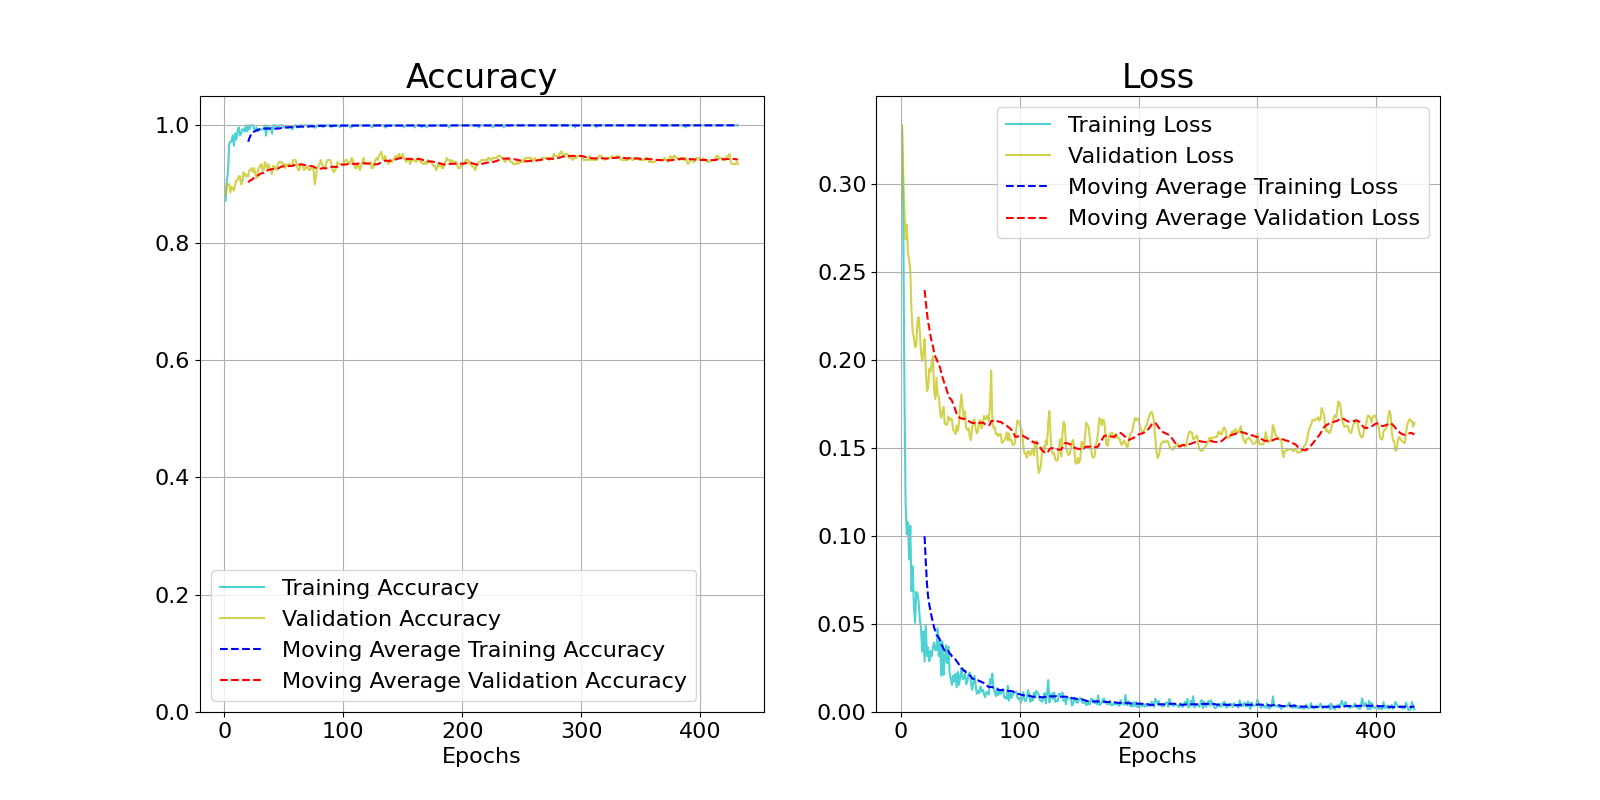 Accuracy
1.0
0.8
0.6
0.4
0.2
0.0
Training Accuracy
Validation Accuracy
Moving Average Training Accuracy
Moving Average Validation Accuracy
0 100 200 300 400
Epochs
Loss
0.30
0.25
0.20
0.15
0.10
0.05
0.00
Training Loss
Validation Loss
Moving Average Training Loss
Moving Average Validation Loss
0 100 200 300 400
Epochs